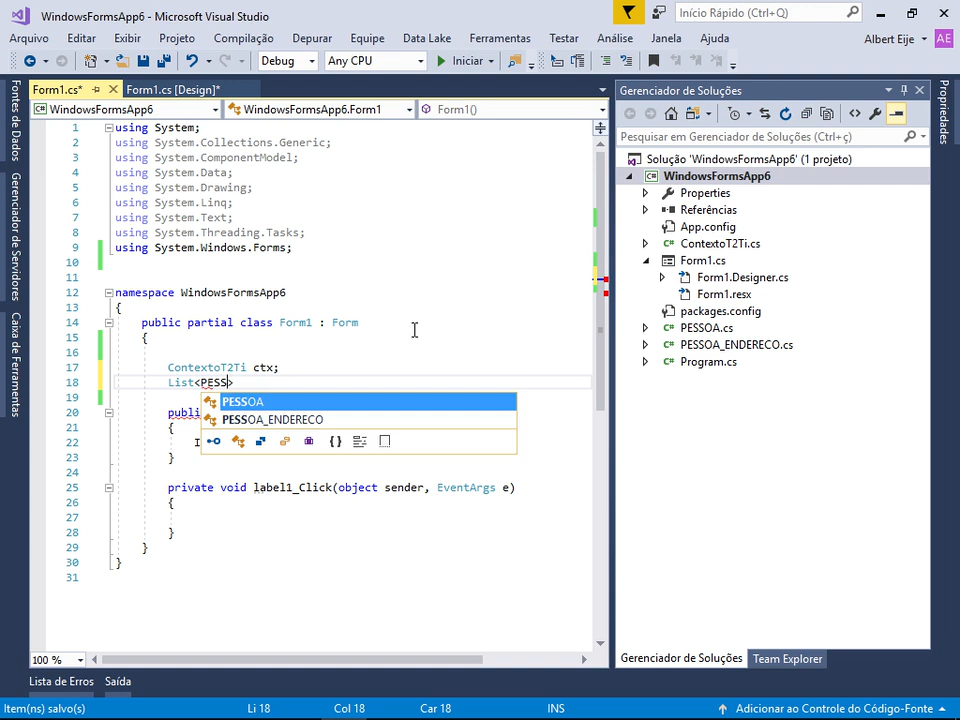 WindowsFormsApp6 - Microsoft Visual Studio
Início Rápido (Ctrl+Q)
Arquivo Editar Exibir Projeto Compilação Depurar Equipe Data Lake Ferramentas Testar Análise Janela Ajuda
Albert Eije AE
Debug Any CPU Iniciar
Form1.cs* Form1.cs [Design]*
WindowsFormsApp6 WindowsFormsApp6.Form1 Form1()
Fontes de Dados
Gerenciador de Servidores
Caixa de Ferramentas
1 using System;
2 using System.Collections.Generic;
3 using System.ComponentModel;
4 using System.Data;
5 using System.Drawing;
6 using System.Linq;
7 using System.Text;
8 using System.Threading.Tasks;
9 using System.Windows.Forms;
10
11
12 namespace WindowsFormsApp6
13 {
14 public partial class Form1 : Form
15 {
16
17 ContextoT2Ti ctx;
18 List<PESS>
19
PESSOA
20 publi
PESSOA_ENDERECO
21 {
22 I
23 }
24
25 private void label1_Click(object sender, EventArgs e)
26 {
27
28 }
29 }
30 }
31
100 %
Gerenciador de Soluções
Pesquisar em Gerenciador de Soluções (Ctrl+ç)
Solução 'WindowsFormsApp6' (1 projeto)
WindowsFormsApp6
Properties
Referências
App.config
ContextoT2Ti.cs
Form1.cs
Form1.Designer.cs
Form1.resx
packages.config
PESSOA.cs
PESSOA_ENDERECO.cs
Program.cs
Gerenciador de Soluções Team Explorer
Propriedades
Lista de Erros Saída
Item(ns) salvo(s) Li 18 Col 18 Car 18 INS Adicionar ao Controle do Código-Fonte